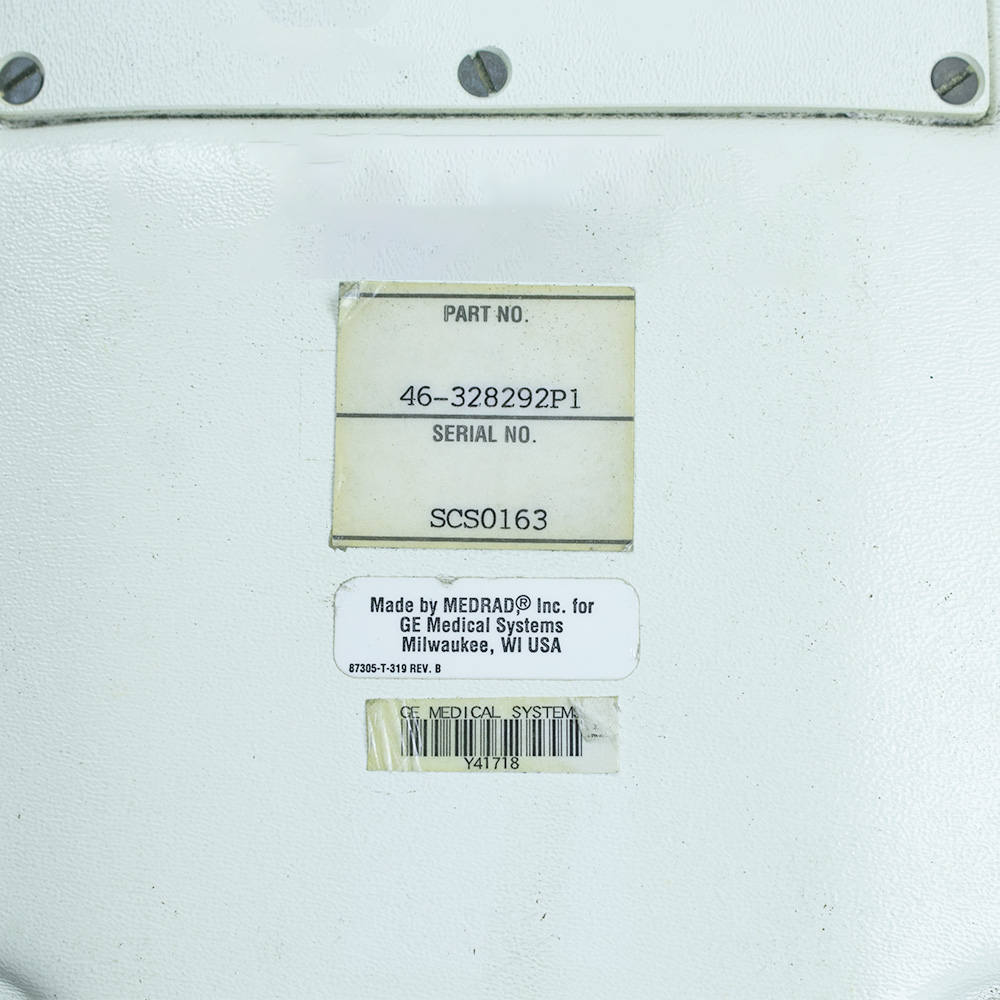 PART NO.
46-328292P1
SERIAL NO.
SCS0163
Made by MEDRAD,® Inc. for
GE Medical Systems
Milwaukee, WI USA
87305-T-319 REV. B
GE MEDICAL SYSTEMS
Y41718